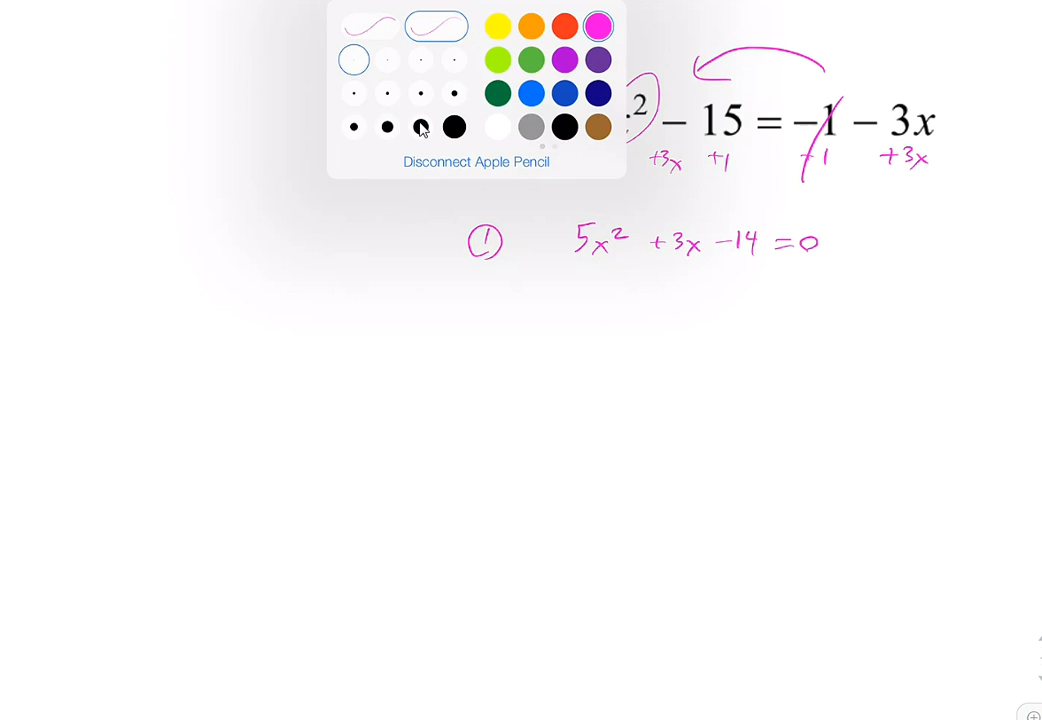 ² − 15 = −1 − 3x
+3x +1 +1 +3x
Disconnect Apple Pencil
① 5x² +3x −14 = 0